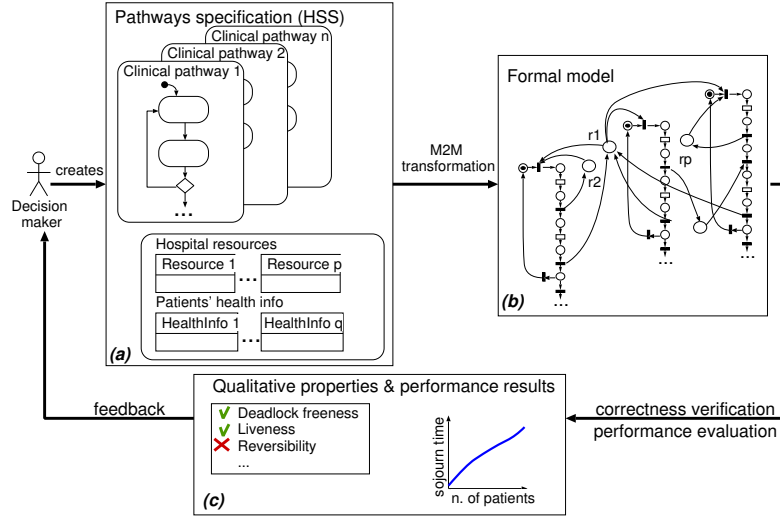 Pathways specification (HSS)
Clinical pathway n
Clinical pathway 2
Clinical pathway 1
...
Hospital resources
Resource 1 ... Resource p
Patients' health info
HealthInfo 1 ... HealthInfo q
(a)
Decision
maker
creates
M2M
transformation
Formal model
r1
r2
rp
...
...
...
(b)
correctness verification
performance evaluation
Qualitative properties & performance results
Deadlock freeness
Liveness
Reversibility
...
sojourn time
n. of patients
(c)
feedback